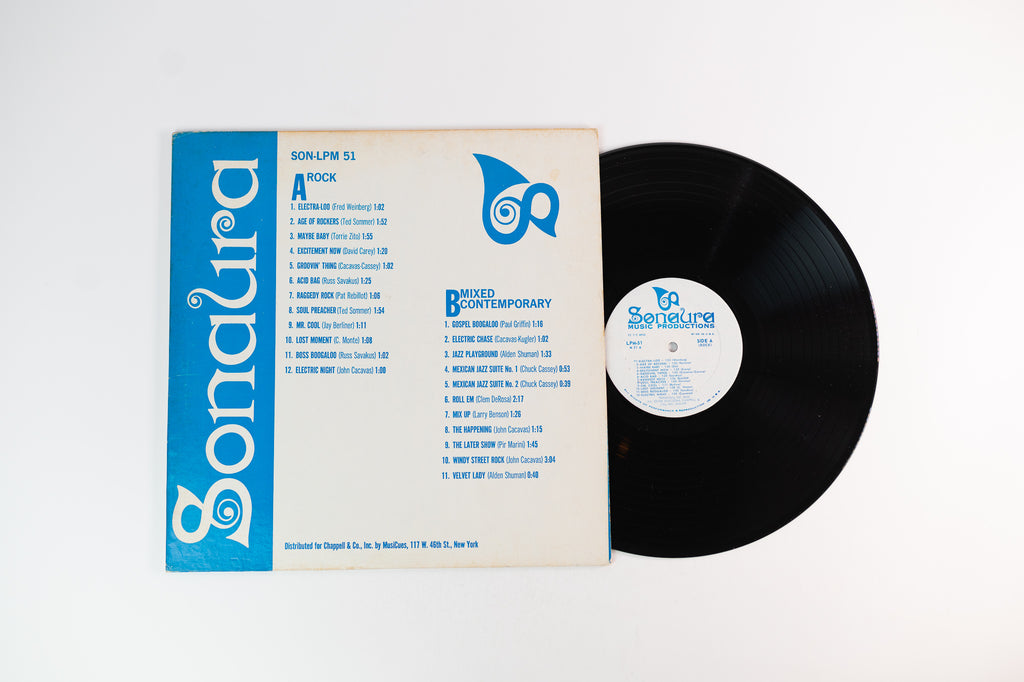 Sonaura
SON-LPM 51
A ROCK
1. ELECTRA-LOO (Fred Weinberg) 1:02
2. AGE OF ROCKERS (Ted Sommer) 1:52
3. MAYBE BABY (Torrie Zito) 1:55
4. EXCITEMENT NOW (David Carey) 1:20
5. GROOVIN' THING (Cacavas-Cassey) 1:02
6. ACID BAG (Russ Savakus) 1:25
7. RAGGEDY ROCK (Pat Rebillot) 1:06
8. SOUL PREACHER (Ted Sommer) 1:54
9. MR. COOL (Jay Berliner) 1:11
10. LOST MOMENT (C. Monte) 1:08
11. BOSS BOOGALOO (Russ Savakus) 1:02
12. ELECTRIC NIGHT (John Cacavas) 1:00
B MIXED
CONTEMPORARY
1. GOSPEL BOOGALOO (Paul Griffin) 1:16
2. ELECTRIC CHASE (Cacavas-Kugler) 1:02
3. JAZZ PLAYGROUND (Alden Shuman) 1:33
4. MEXICAN JAZZ SUITE No. 1 (Chuck Cassey) 0:53
5. MEXICAN JAZZ SUITE No. 2 (Chuck Cassey) 0:39
6. ROLL EM (Clem DeRosa) 2:17
7. MIX UP (Larry Benson) 1:26
8. THE HAPPENING (John Cacavas) 1:15
9. THE LATER SHOW (Pir Marini) 1:45
10. WINDY STREET ROCK (John Cacavas) 3:04
11. VELVET LADY (Alden Shuman) 0:40
Distributed for Chappell & Co., Inc. by MusiCues, 117 W. 46th St., New York
Sonaura
MUSIC PRODUCTIONS
LPM-51
SIDE A
(ROCK)